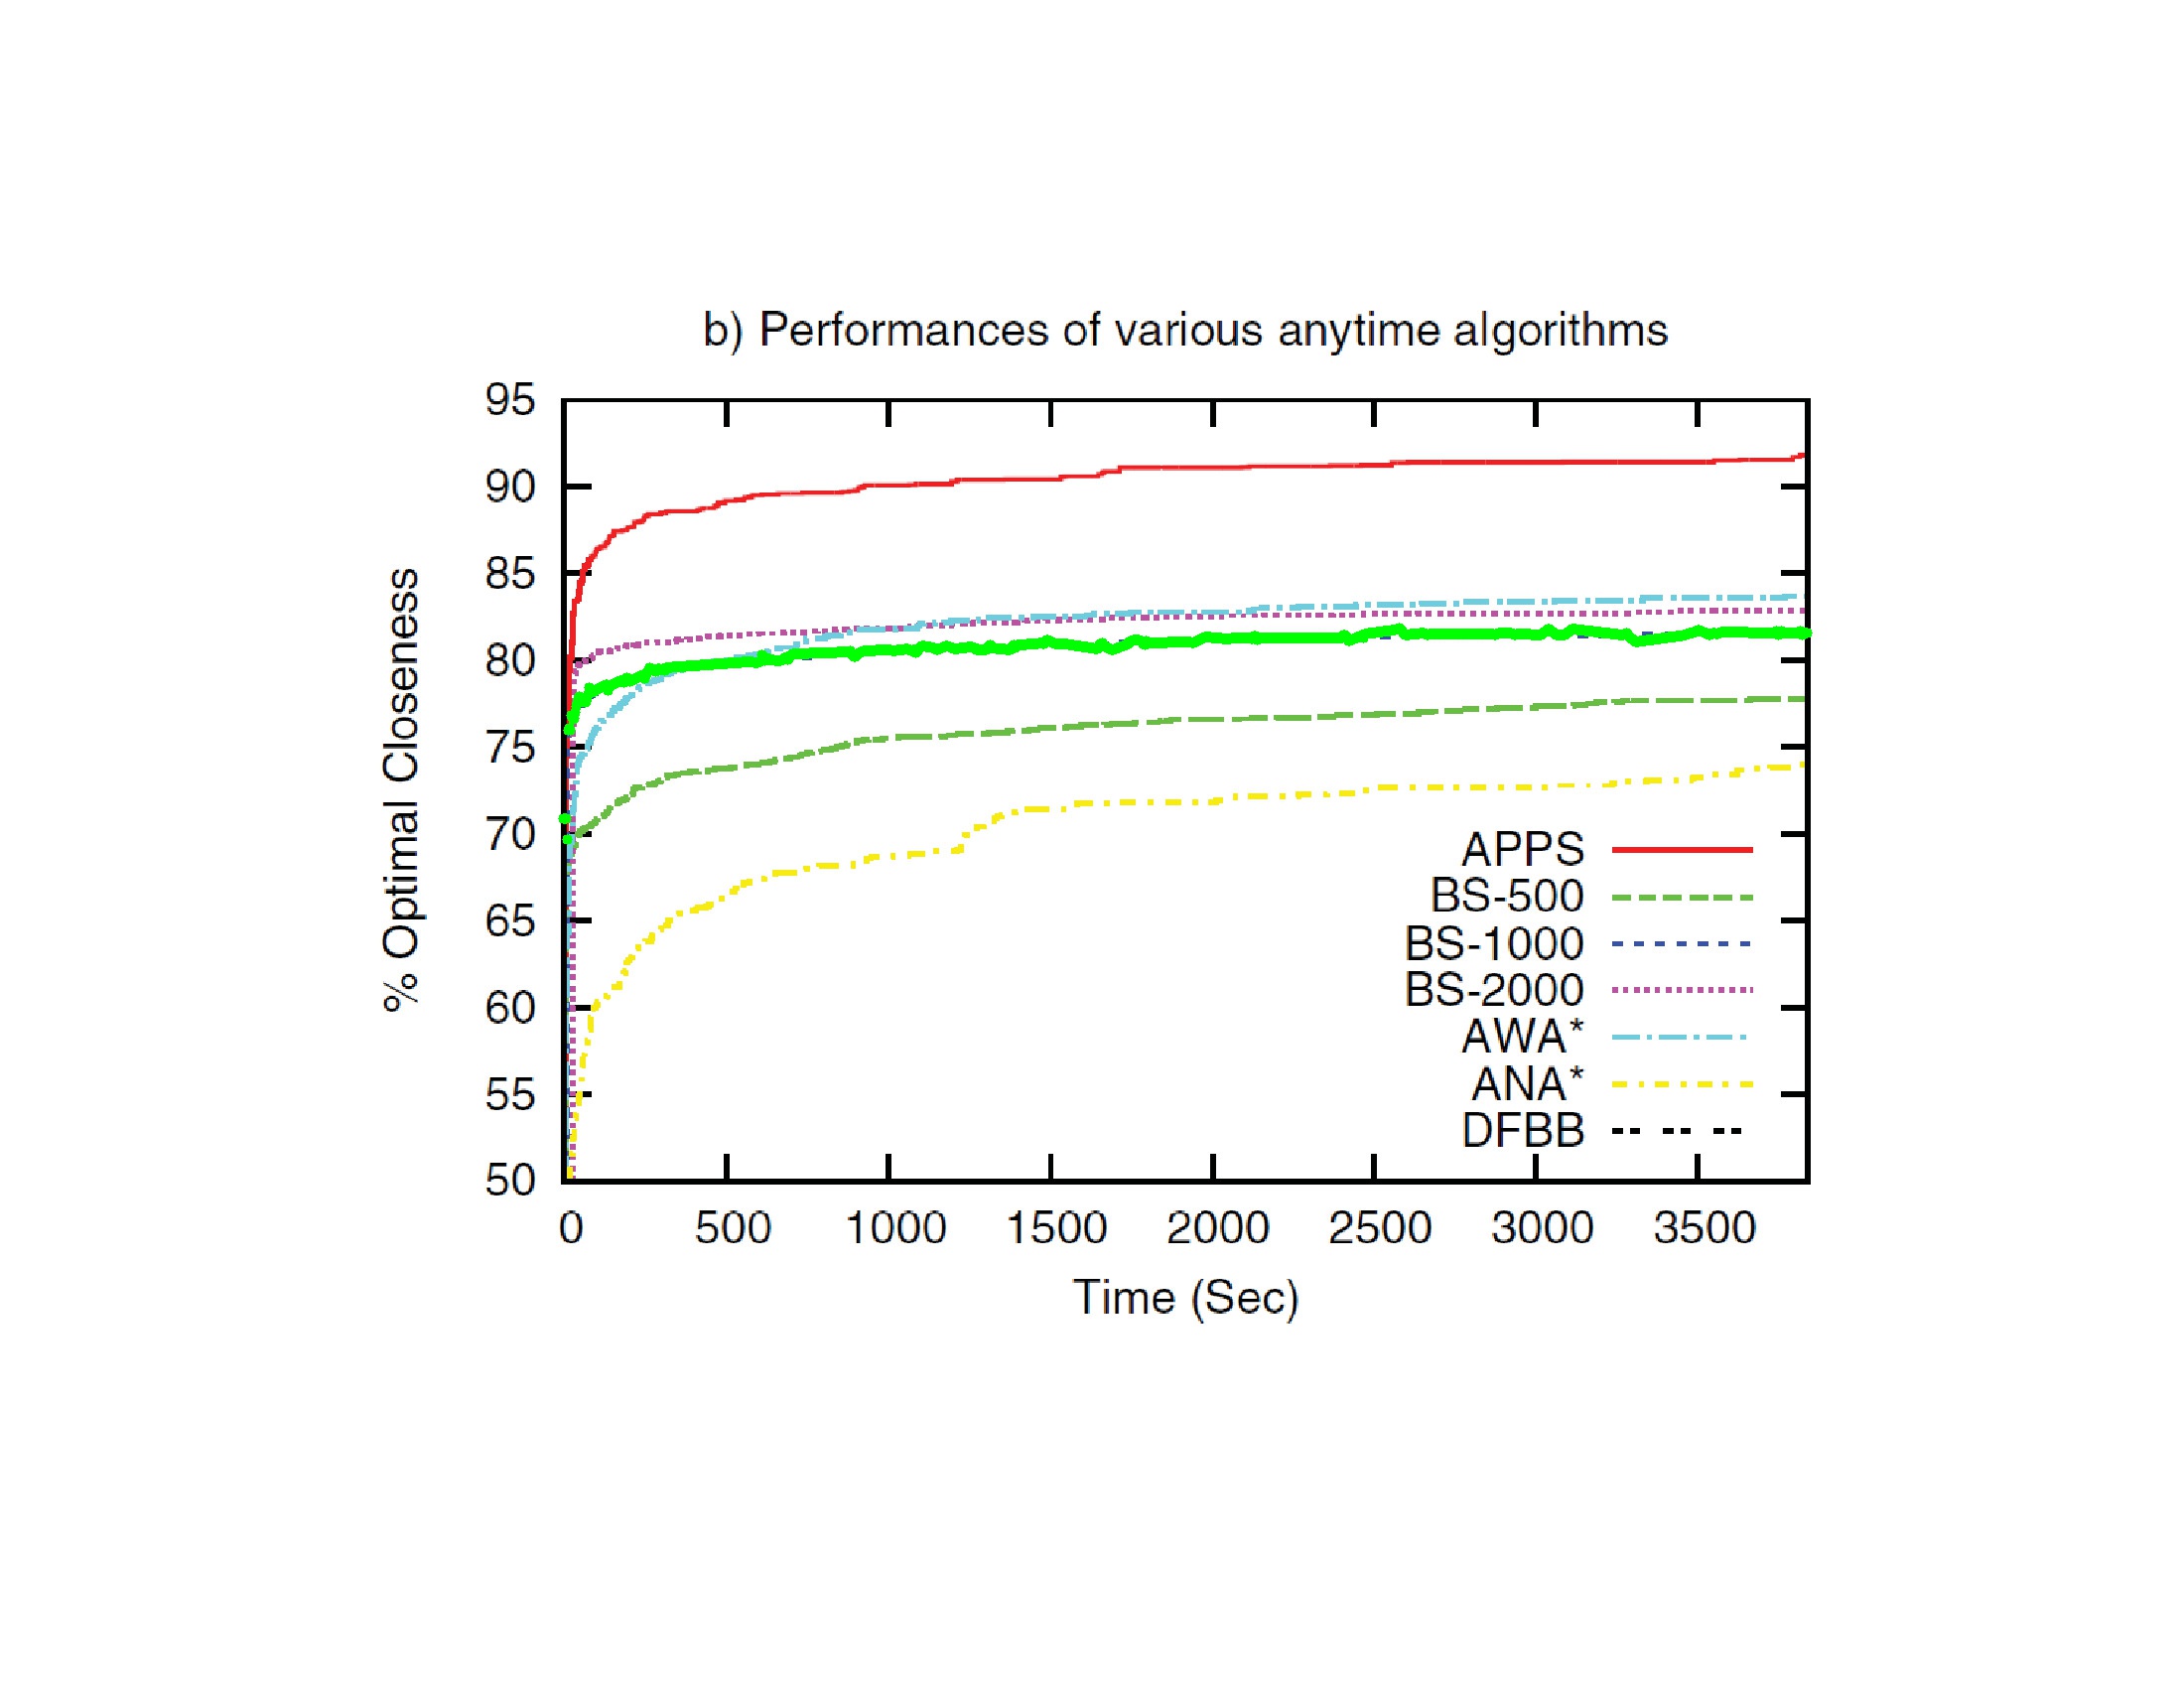 b) Performances of various anytime algorithms
95
90
85
80
75
70
65
60
55
50
% Optimal Closeness
APPS
BS-500
BS-1000
BS-2000
AWA*
ANA*
DFBB
0 500 1000 1500 2000 2500 3000 3500
Time (Sec)